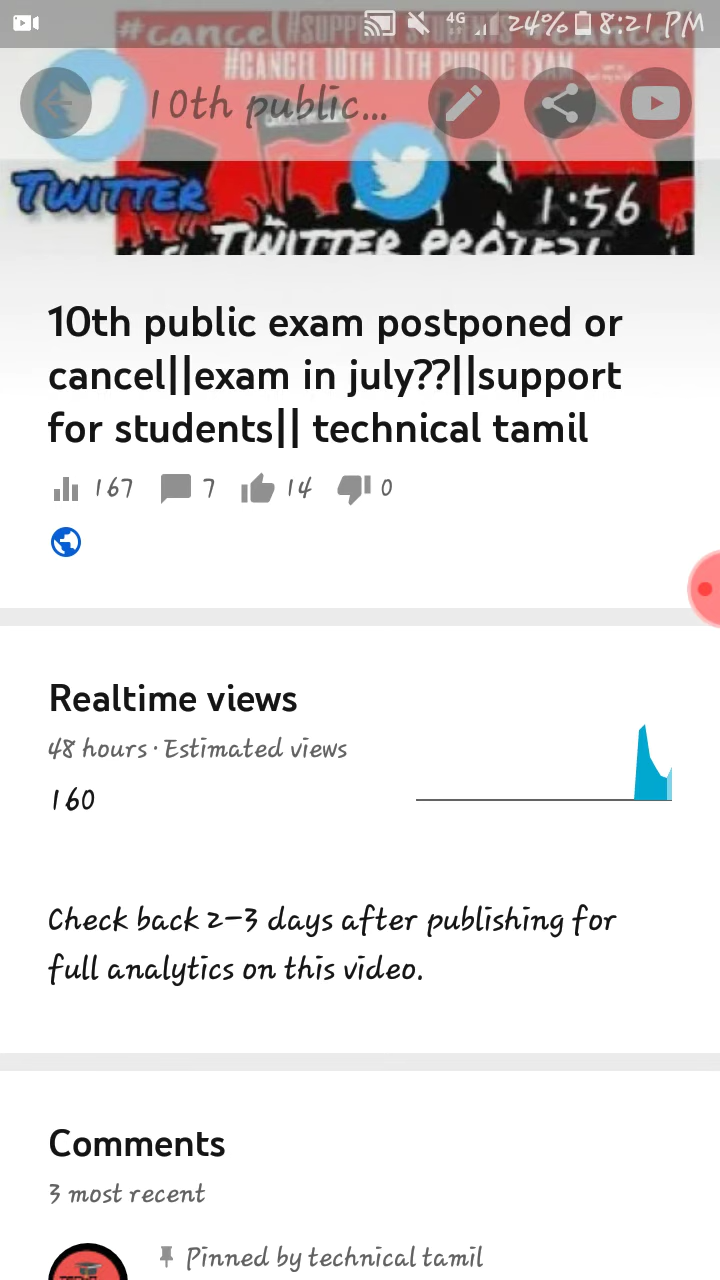 4G 24% 8:21 PM
#cancel #SUPPORT STUDENTS #cancel
#CANCEL 10TH 11TH PUBLIC EXAM
10th public...
TWITTER
1:56
TWITTER PROTEST
10th public exam postponed or
cancel||exam in july??||support
for students|| technical tamil
167 7 14 0
Realtime views
48 hours · Estimated views
160
Check back 2–3 days after publishing for
full analytics on this video.
Comments
3 most recent
Pinned by technical tamil